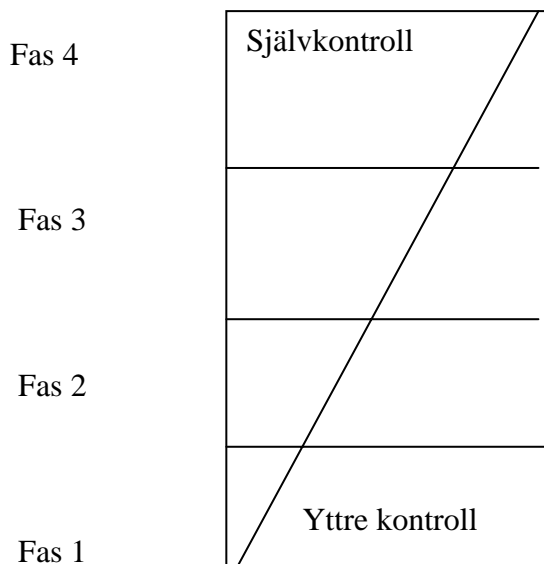 Självkontroll
Fas 4
Fas 3
Fas 2
Yttre kontroll
Fas 1